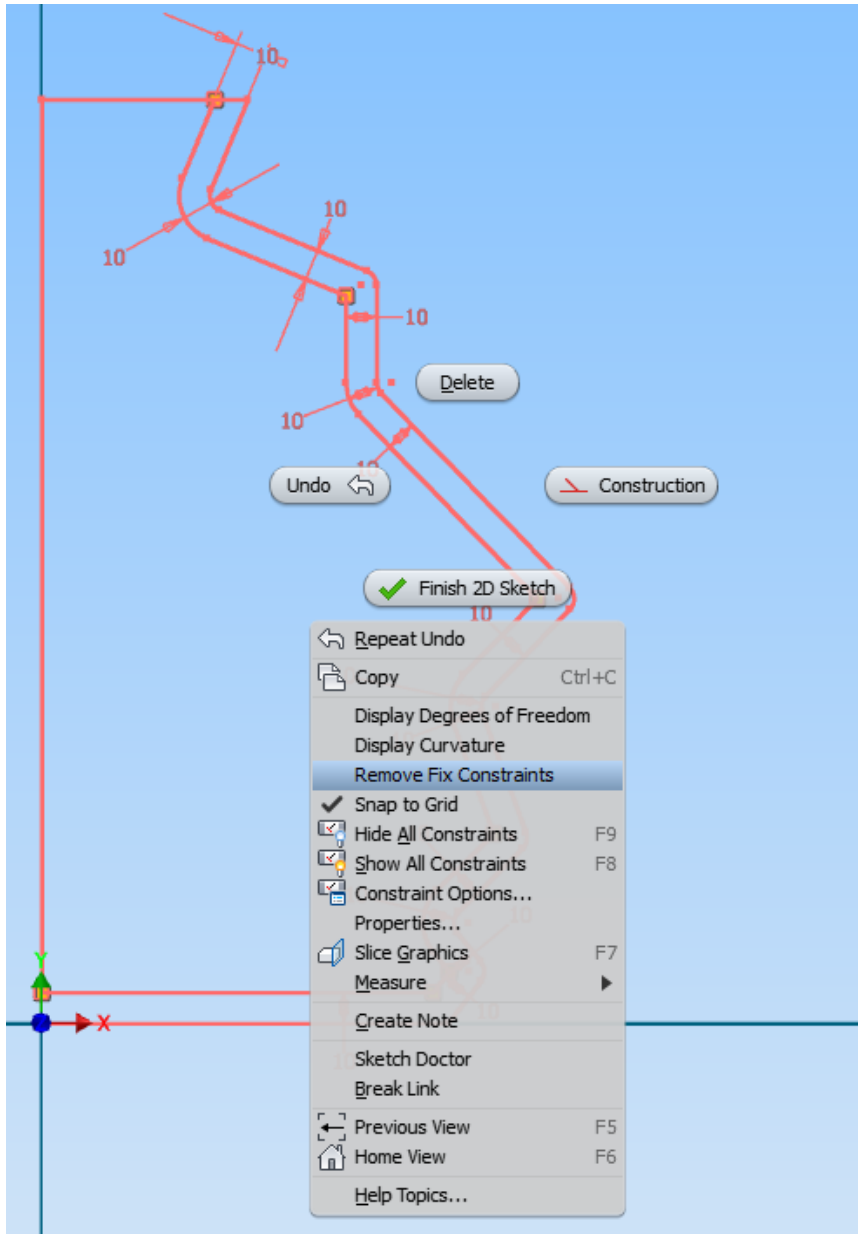 10
10
10
10
Delete
10
10
Undo
Construction
Finish 2D Sketch
10
Repeat Undo
Copy Ctrl+C
Display Degrees of Freedom
Display Curvature
Remove Fix Constraints
Snap to Grid
Hide All Constraints F9
Show All Constraints F8
Constraint Options...
Properties...
10
Slice Graphics F7
Y
Measure
10
Create Note
X
10
Sketch Doctor
Break Link
Previous View F5
Home View F6
Help Topics...